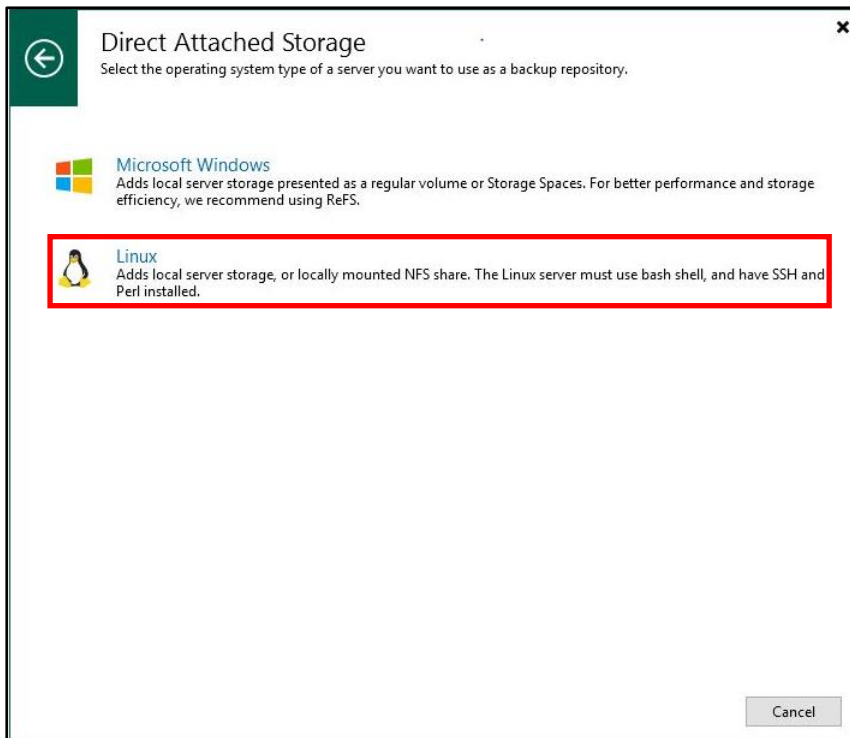 Direct Attached Storage
Select the operating system type of a server you want to use as a backup repository.
Microsoft Windows
Adds local server storage presented as a regular volume or Storage Spaces. For better performance and storage
efficiency, we recommend using ReFS.
Linux
Adds local server storage, or locally mounted NFS share. The Linux server must use bash shell, and have SSH and
Perl installed.
Cancel